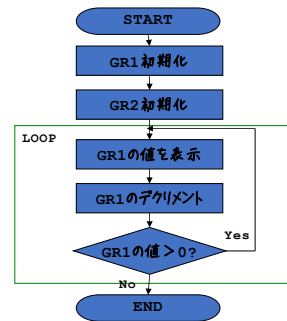 START
GR1初期化
GR2初期化
LOOP
GR1の値を表示
GR1のデクリメント
Yes
GR1の値>0?
No
END